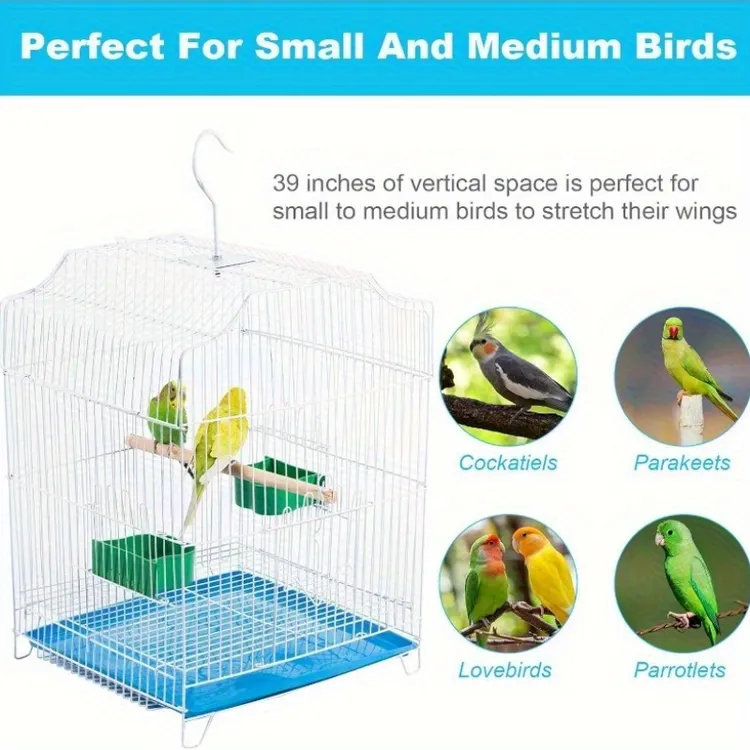 Perfect For Small And Medium Birds
39 inches of vertical space is perfect for
small to medium birds to stretch their wings
Cockatiels
Parakeets
Lovebirds
Parrotlets